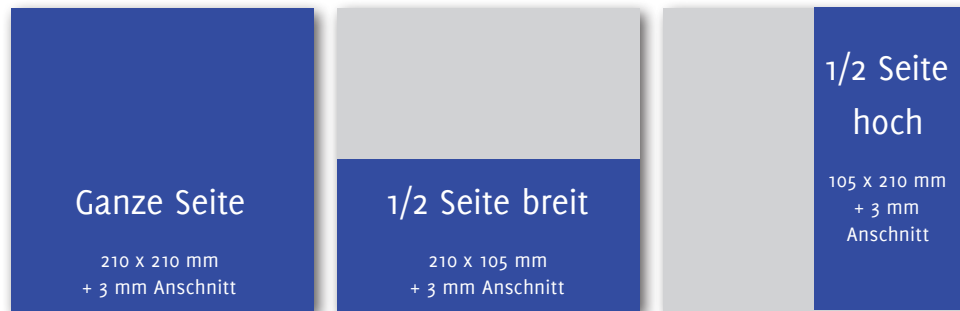 Ganze Seite
210 x 210 mm
+ 3 mm Anschnitt
1/2 Seite breit
210 x 105 mm
+ 3 mm Anschnitt
1/2 Seite
hoch
105 x 210 mm
+ 3 mm
Anschnitt